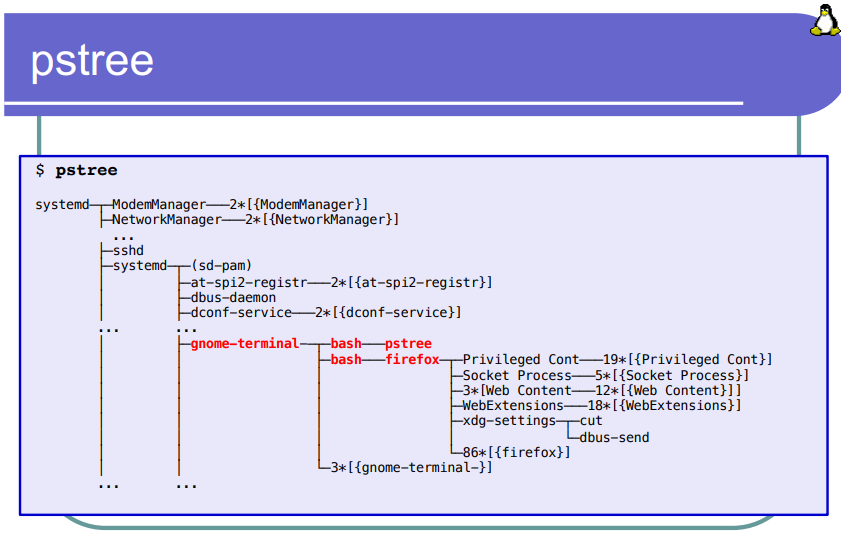 pstree
$ pstree
systemd─┬─ModemManager───2*[{ModemManager}]
        ├─NetworkManager───2*[{NetworkManager}]
          ...
        ├─sshd
        ├─systemd─┬─(sd-pam)
        │         ├─at-spi2-registr───2*[{at-spi2-registr}]
        │         ├─dbus-daemon
        │         ├─dconf-service───2*[{dconf-service}]
        ...       ...
        │         ├─gnome-terminal-─┬─bash───pstree
        │         │                 ├─bash───firefox─┬─Privileged Cont───19*[{Privileged Cont}]
        │         │                 │                ├─Socket Process───5*[{Socket Process}]
        │         │                 │                ├─3*[Web Content───12*[{Web Content}]]
        │         │                 │                ├─WebExtensions───18*[{WebExtensions}]
        │         │                 │                ├─xdg-settings─┬─cut
        │         │                 │                │              └─dbus-send
        │         │                 │                └─86*[{firefox}]
        │         │                 └─3*[{gnome-terminal-}]
        ...       ...